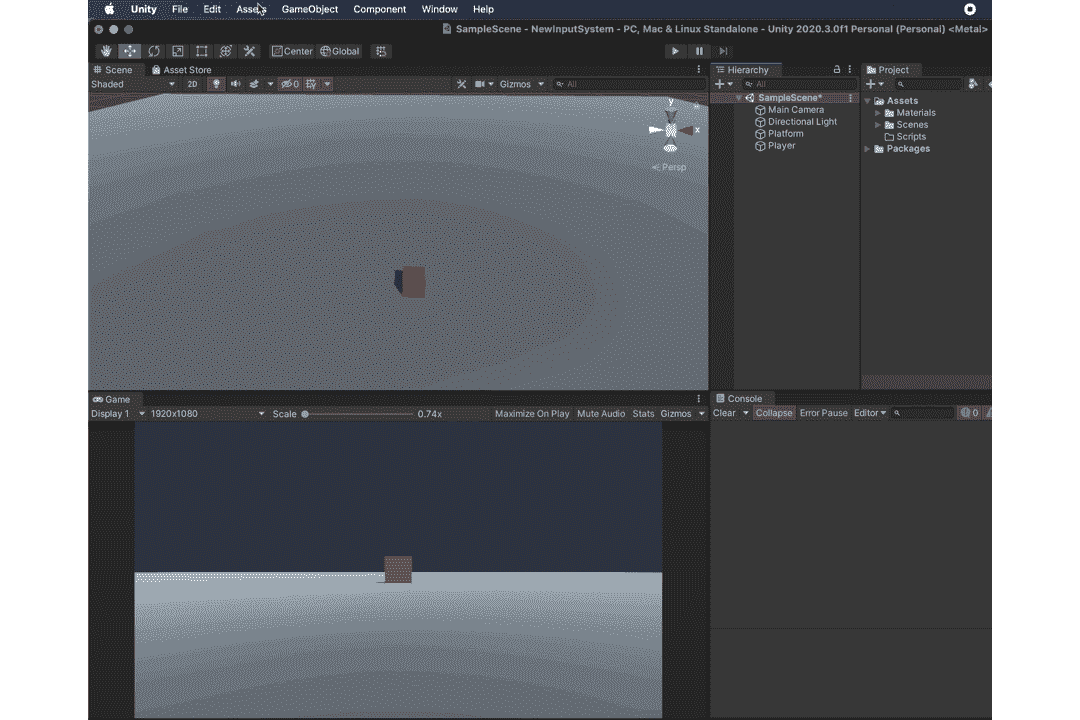 Unity File Edit Assets GameObject Component Window Help
SampleScene - NewInputSystem - PC, Mac & Linux Standalone - Unity 2020.3.0f1 Personal (Personal) <Metal>
Center Global
Scene Asset Store Hierarchy Project
Shaded 2D 0 Gizmos All All
SampleScene*
Main Camera
Directional Light
Platform
Player
Assets
Materials
Scenes
Scripts
Packages
y
x
Persp
Game Console
Display 1 1920x1080 Scale 0.74x Maximize On Play Mute Audio Stats Gizmos Clear Collapse Error Pause Editor 0